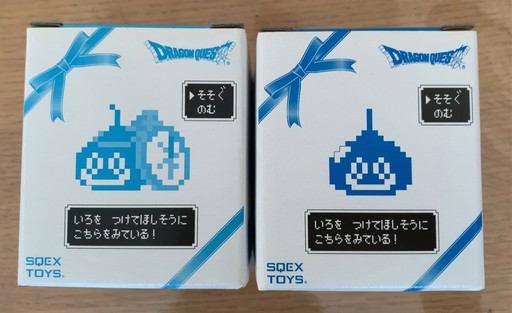 DRAGON QUEST®
▶そそぐ
のむ
いろを つけてほしそうに
こちらをみている!
SQEX
TOYS®
DRAGON QUEST®
▶そそぐ
のむ
いろを つけてほしそうに
こちらをみている!
SQEX
TOYS®